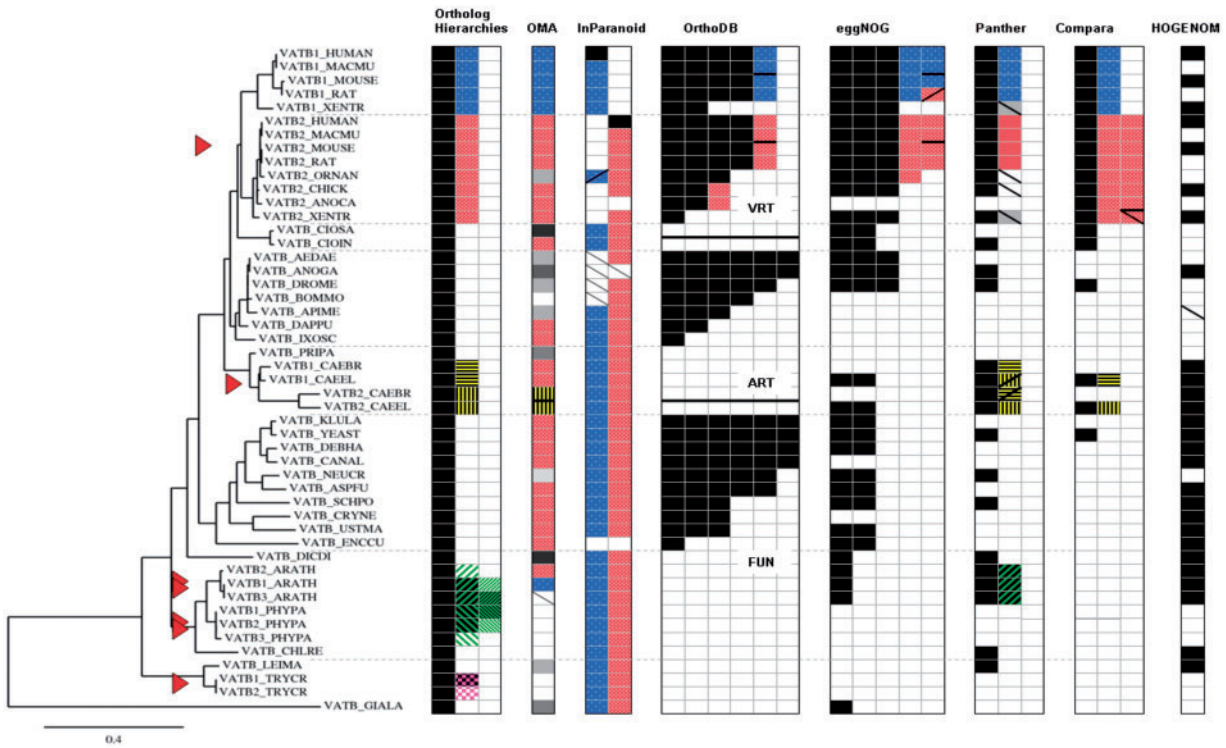 Ortholog
Hierarchies OMA InParanoid OrthoDB eggNOG Panther Compara HOGENOM
VATB1_HUMAN
VATB1_MACMU
VATB1_MOUSE
VATB1_RAT
VATB1_XENTR
VATB2_HUMAN
VATB2_MACMU
VATB2_MOUSE
VATB2_RAT
VATB2_ORNAN
VATB2_CHICK
VATB2_ANOCA
VRT
VATB2_XENTR
VATB_CIOSA
VATB_CIOIN
VATB_AEDAE
VATB_ANOGA
VATB_DROME
VATB_BOMMO
VATB_APIME
VATB_DAPPU
VATB_IXOSC
VATB_PRIPA
VATB1_CAEBR
VATB1_CAEEL
ART
VATB2_CAEBR
VATB2_CAEEL
VATB_KLULA
VATB_YEAST
VATB_DEBHA
VATB_CANAL
VATB_NEUCR
VATB_ASPFU
VATB_SCHPO
VATB_CRYNE
VATB_USTMA
VATB_ENCCU
VATB_DICDI
FUN
VATB2_ARATH
VATB1_ARATH
VATB3_ARATH
VATB1_PHYPA
VATB2_PHYPA
VATB3_PHYPA
VATB_CHLRE
VATB_LEIMA
VATB1_TRYCR
VATB2_TRYCR
VATB_GIALA
0.4